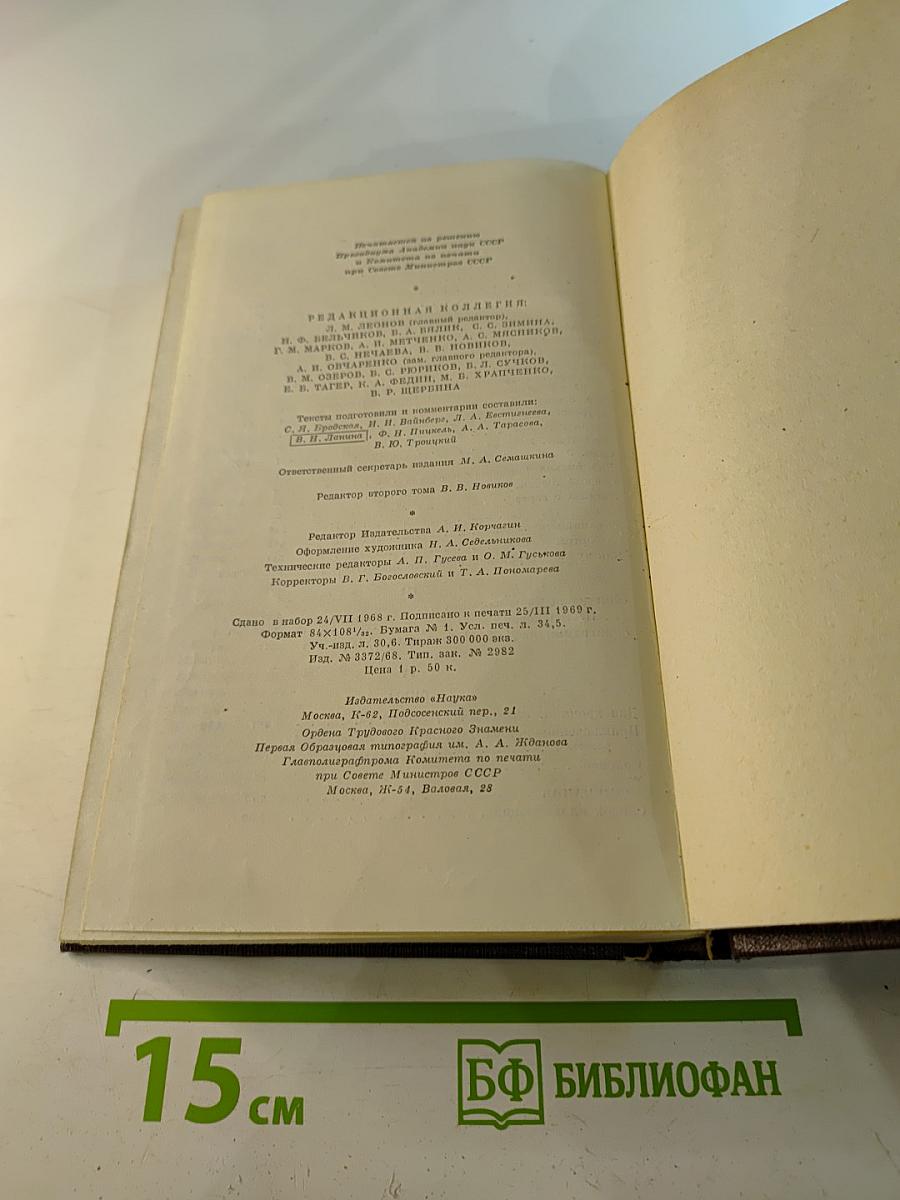 Печатается по решению
Президиума Академии наук СССР
и Комитета по печати
при Совете Министров СССР
*
РЕДАКЦИОННАЯ КОЛЛЕГИЯ:
Л. М. ЛЕОНОВ (главный редактор),
Н. Ф. БЕЛЬЧИКОВ, Б. А. БЯЛИК, С. С. ЗИМИНА,
Г. М. МАРКОВ, А. И. МЕТЧЕНКО, А. С. МЯСНИКОВ,
В. С. НЕЧАЕВА, В. В. НОВИКОВ,
А. И. ОВЧАРЕНКО (зам. главного редактора),
В. М. ОЗЕРОВ, Б. С. РЮРИКОВ, Б. Л. СУЧКОВ,
Е. Б. ТАГЕР, К. А. ФЕДИН, М. Б. ХРАПЧЕНКО,
В. Р. ЩЕРБИНА
Тексты подготовили и комментарии составили:
С. Я. Бродская, И. И. Вайнберг, Л. А. Евстигнеева,
В. Н. Ланина, Ф. Н. Пицкель, А. А. Тарасова,
В. Ю. Троицкий
Ответственный секретарь издания М. А. Семашкина
Редактор второго тома В. В. Новиков
*
Редактор Издательства А. И. Корчагин
Оформление художника Н. А. Седельникова
Технические редакторы А. П. Гусева и О. М. Гуськова
Корректоры В. Г. Богословский и Т. А. Пономарева
*
Сдано в набор 24/VII 1968 г. Подписано к печати 25/III 1969 г.
Формат 84×108¹/₃₂. Бумага № 1. Усл. печ. л. 34,5.
Уч.-изд. л. 30,6. Тираж 300 000 экз.
Изд. № 3372/68. Тип. зак. № 2982
Цена 1 р. 50 к.
Издательство «Наука»
Москва, К-62, Подсосенский пер., 21
Ордена Трудового Красного Знамени
Первая Образцовая типография им. А. А. Жданова
Главполиграфпрома Комитета по печати
при Совете Министров СССР
Москва, Ж-54, Валовая, 28
15 см
БФ БИБЛИОФАН